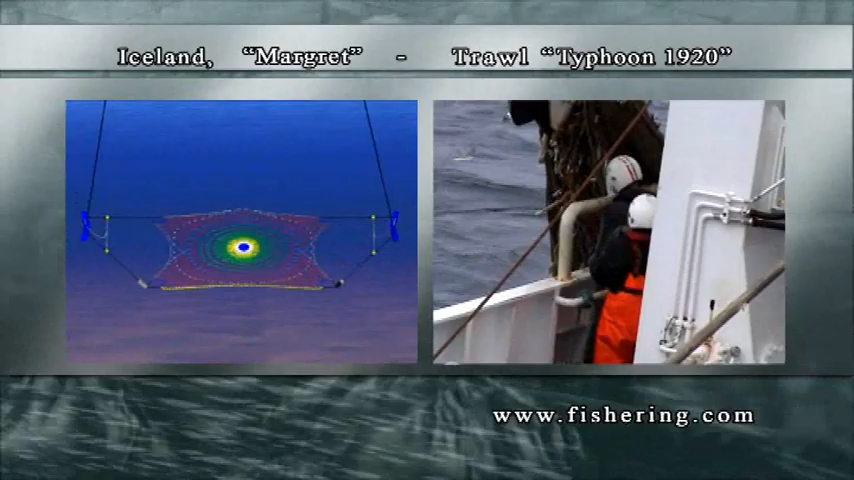 Iceland, “Margret” - Trawl “Typhoon 1920”
www.fishering.com